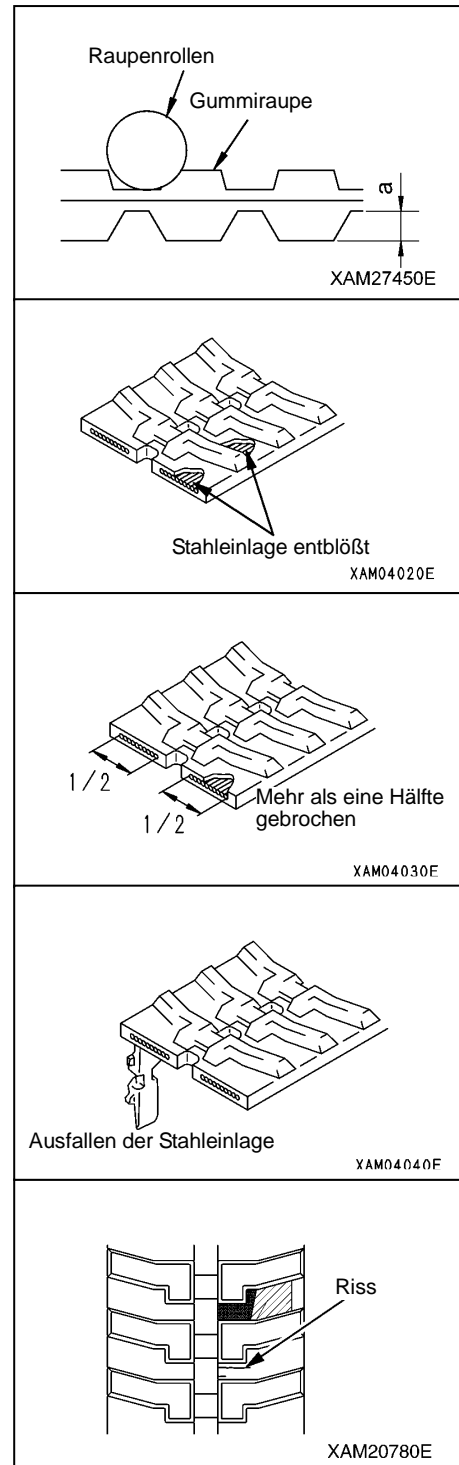 Raupenrollen
Gummiraupe
a
XAM27450E
Stahleinlage entblößt
XAM04020E
1/2
1/2
Mehr als eine Hälfte
gebrochen
XAM04030E
Ausfallen der Stahleinlage
XAM04040E
Riss
XAM20780E